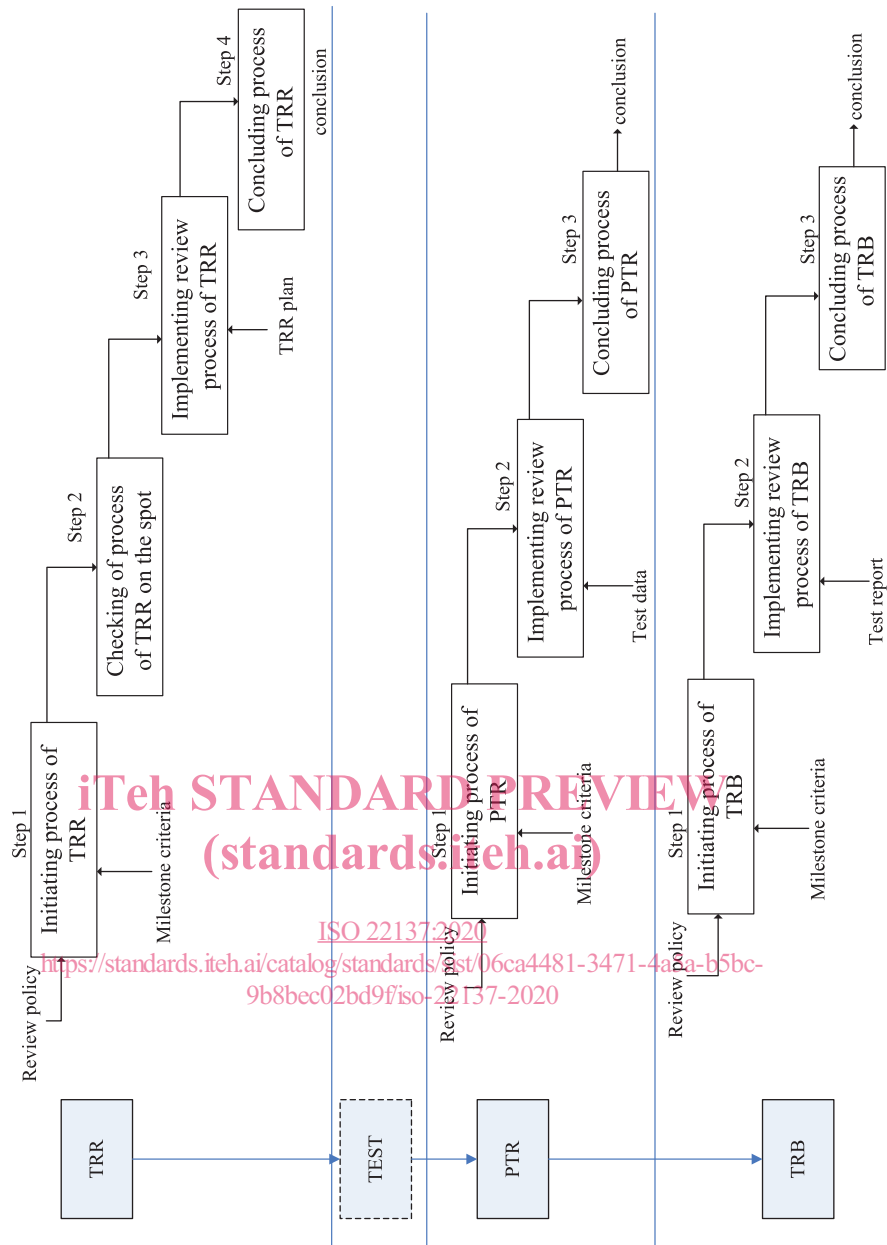 TRR
Review policy
Step 1
Initiating process of
TRR
Milestone criteria
Step 2
Checking of process
of TRR on the spot
Step 3
Implementing review
process of TRR
TRR plan
Step 4
Concluding process
of TRR
conclusion
TEST
PTR
Review policy
Step 1
Initiating process of
PTR
Milestone criteria
Step 2
Implementing review
process of PTR
Test data
Step 3
Concluding process
of PTR
conclusion
TRB
Review policy
Step 1
Initiating process of
TRB
Milestone criteria
Step 2
Implementing review
process of TRB
Test report
Step 3
Concluding process
of TRB
conclusion
iTeh STANDARD PREVIEW
(standards.iteh.ai)
ISO 22137:2020
https://standards.iteh.ai/catalog/standards/sist/06ca4481-3471-4a8a-b5bc-
9b8bec02bd9f/iso-22137-2020